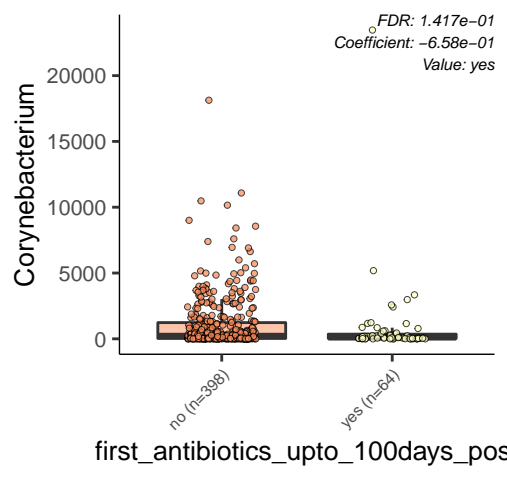 FDR: 1.417e−01
Coefficient: −6.58e−01
Value: yes
Corynebacterium
20000
15000
10000
5000
0
no (n=398)
yes (n=64)
first_antibiotics_upto_100days_pos